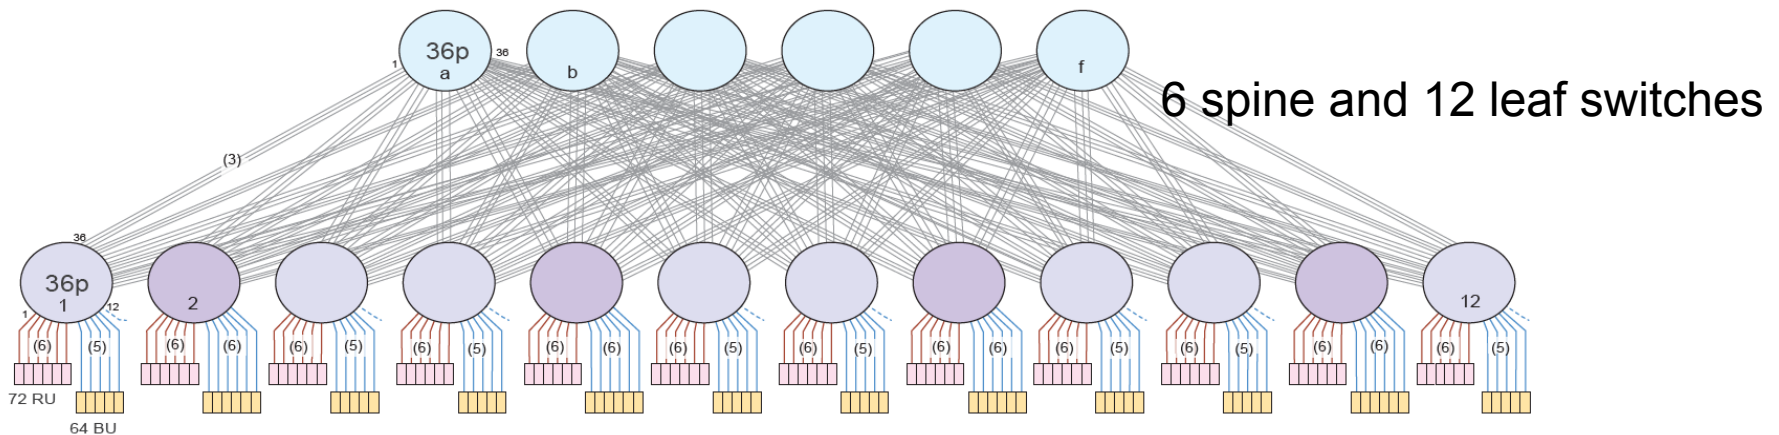 36p
a
1
36
b
f
6 spine and 12 leaf switches
(3)
36
36p
1
1
12
2
12
(6) (5) (6) (6) (6) (5) (6) (5) (6) (6) (6) (5) (6) (5) (6) (6) (6) (5) (6) (5) (6) (6) (6) (5)
72 RU
64 BU